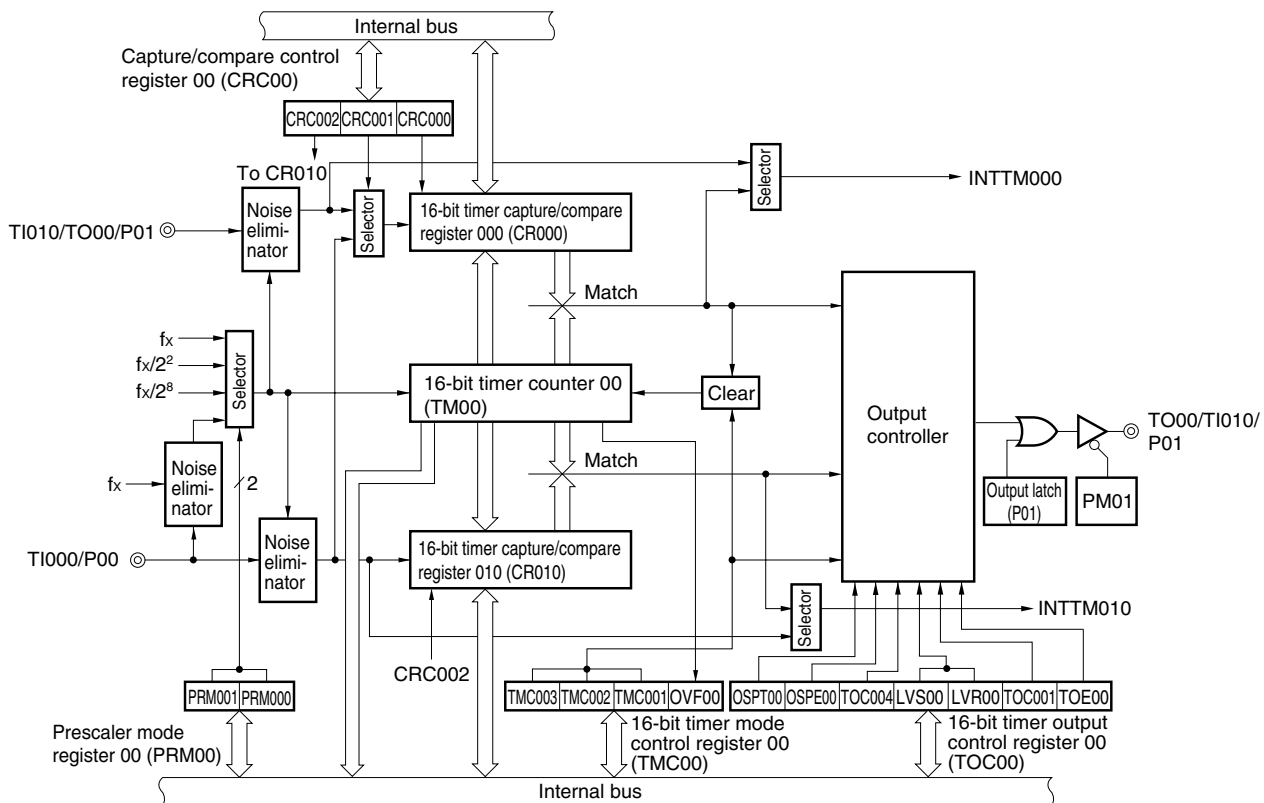 Internal bus
Capture/compare control
register 00 (CRC00)
CRC002 CRC001 CRC000
To CR010
Selector
INTTM000
Noise
elimi-
nator
Selector
16-bit timer capture/compare
register 000 (CR000)
TI010/TO00/P01
Match
fX
fX/2²
fX/2⁸
Selector
16-bit timer counter 00
(TM00)
Clear
Output
controller
TO00/TI010/
P01
Match
Noise
elimi-
nator
fX
2
Output latch
(P01)
PM01
TI000/P00
Noise
elimi-
nator
16-bit timer capture/compare
register 010 (CR010)
Selector
INTTM010
CRC002
PRM001 PRM000
TMC003 TMC002 TMC001 OVF00
OSPT00 OSPE00 TOC004 LVS00 LVR00 TOC001 TOE00
Prescaler mode
register 00 (PRM00)
16-bit timer mode
control register 00
(TMC00)
16-bit timer output
control register 00
(TOC00)
Internal bus